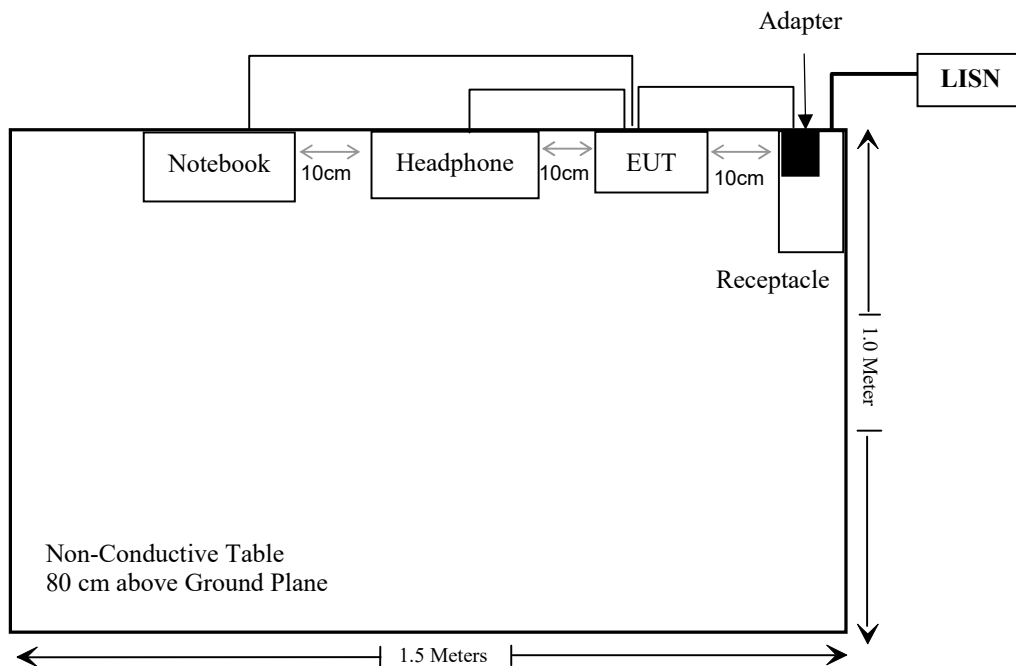 Adapter
LISN
Notebook
10cm
Headphone
10cm
EUT
10cm
Receptacle
1.0 Meter
Non-Conductive Table
80 cm above Ground Plane
1.5 Meters